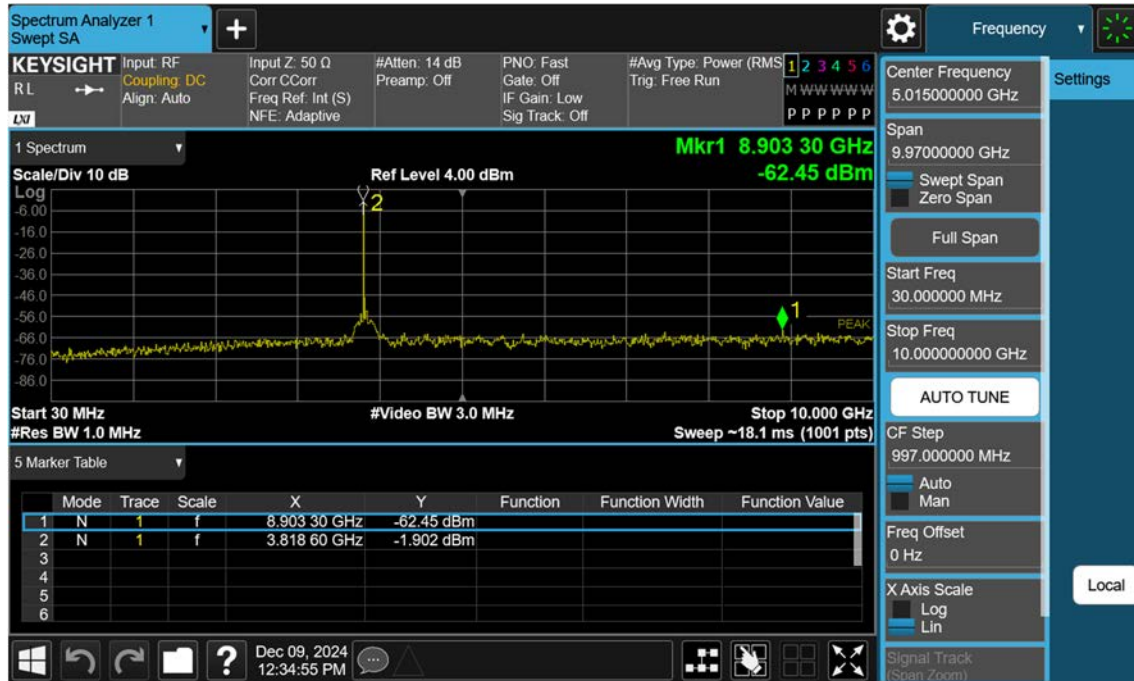 Spectrum Analyzer 1
Swept SA
Frequency
KEYSIGHT
RL
LXI
Input: RF
Coupling: DC
Align: Auto
Input Z: 50 Ω
Corr CCorr
Freq Ref: Int (S)
NFE: Adaptive
#Atten: 14 dB
Preamp: Off
PNO: Fast
Gate: Off
IF Gain: Low
Sig Track: Off
#Avg Type: Power (RMS
Trig: Free Run
1 2 3 4 5 6
M W W W W W
P P P P P P
1 Spectrum
Scale/Div 10 dB
Ref Level 4.00 dBm
Mkr1 8.903 30 GHz
-62.45 dBm
Log
-6.00
-16.0
-26.0
-36.0
-46.0
-56.0
-66.0
-76.0
-86.0
2
1
PEAK
Start 30 MHz
#Video BW 3.0 MHz
Stop 10.000 GHz
#Res BW 1.0 MHz
Sweep ~18.1 ms (1001 pts)
5 Marker Table
Mode Trace Scale X Y Function Function Width Function Value
1 N 1 f 8.903 30 GHz -62.45 dBm
2 N 1 f 3.818 60 GHz -1.902 dBm
3
4
5
6
Dec 09, 2024
12:34:55 PM
Center Frequency
5.015000000 GHz
Span
9.97000000 GHz
Swept Span
Zero Span
Full Span
Start Freq
30.000000 MHz
Stop Freq
10.000000000 GHz
AUTO TUNE
CF Step
997.000000 MHz
Auto
Man
Freq Offset
0 Hz
X Axis Scale
Log
Lin
Signal Track
(Span Zoom)
Settings
Local